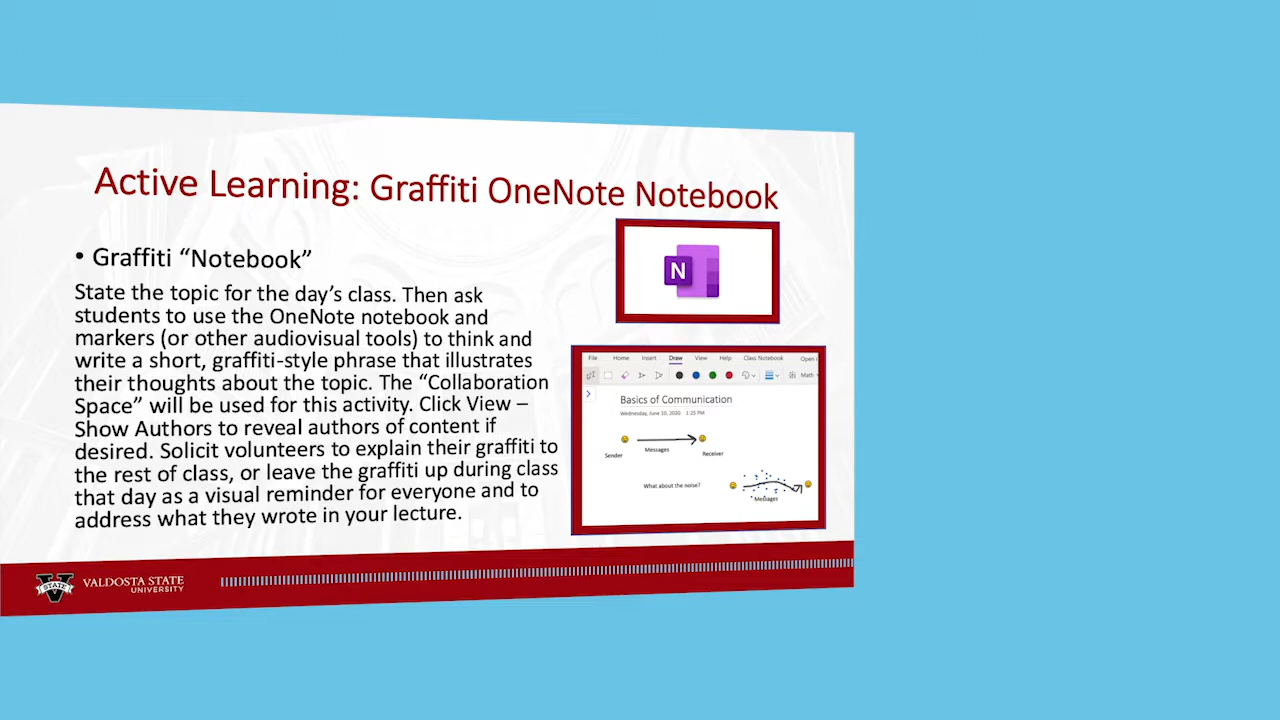 Active Learning: Graffiti OneNote Notebook
• Graffiti “Notebook”
State the topic for the day’s class. Then ask
students to use the OneNote notebook and
markers (or other audiovisual tools) to think and
write a short, graffiti-style phrase that illustrates
their thoughts about the topic. The “Collaboration
Space” will be used for this activity. Click View –
Show Authors to reveal authors of content if
desired. Solicit volunteers to explain their graffiti to
the rest of class, or leave the graffiti up during class
that day as a visual reminder for everyone and to
address what they wrote in your lecture.
N
File Home Insert Draw View Help Class Notebook Open
Math
Basics of Communication
Wednesday, June 10, 2020 1:25 PM
Sender
Messages
Receiver
What about the noise?
Messages
V
STATE
VALDOSTA STATE
UNIVERSITY